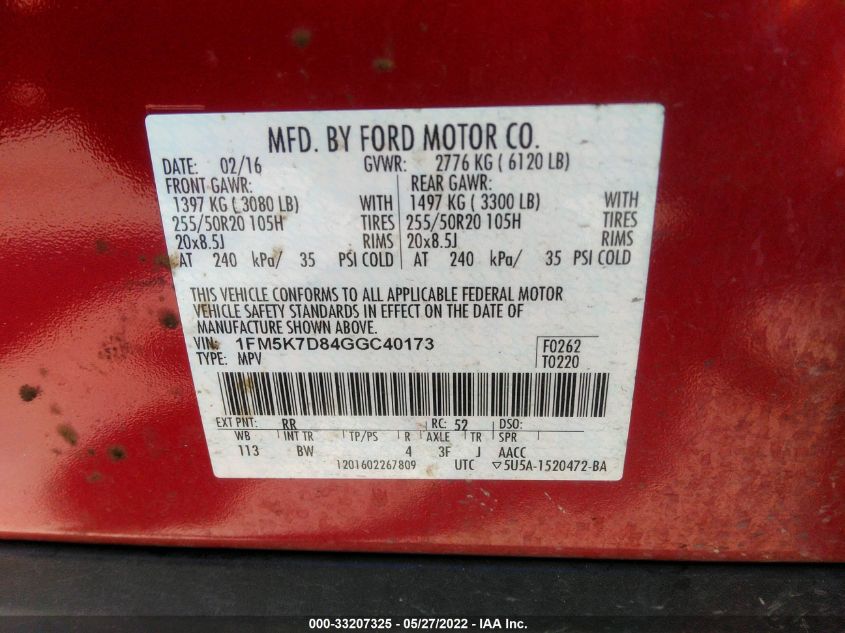 MFD. BY FORD MOTOR CO.
DATE: 02/16 GVWR: 2776 KG ( 6120 LB)
FRONT GAWR: REAR GAWR:
1397 KG ( 3080 LB) WITH 1497 KG ( 3300 LB) WITH
255/50R20 105H TIRES 255/50R20 105H TIRES
20x8.5J RIMS 20x8.5J RIMS
AT 240 kPa/ 35 PSI COLD AT 240 kPa/ 35 PSI COLD
THIS VEHICLE CONFORMS TO ALL APPLICABLE FEDERAL MOTOR
VEHICLE SAFETY STANDARDS IN EFFECT ON THE DATE OF
MANUFACTURE SHOWN ABOVE.
VIN: 1FM5K7D84GGC40173 F0262
TYPE: MPV T0220
EXT PNT: RR RC: 52 DSO:
WB INT TR TP/PS R AXLE TR SPR
113 BW 4 3F J AACC
1201602267809 UTC ▽5U5A-1520472-BA
000-33207325 / 05/27/2022 / IAA Inc.